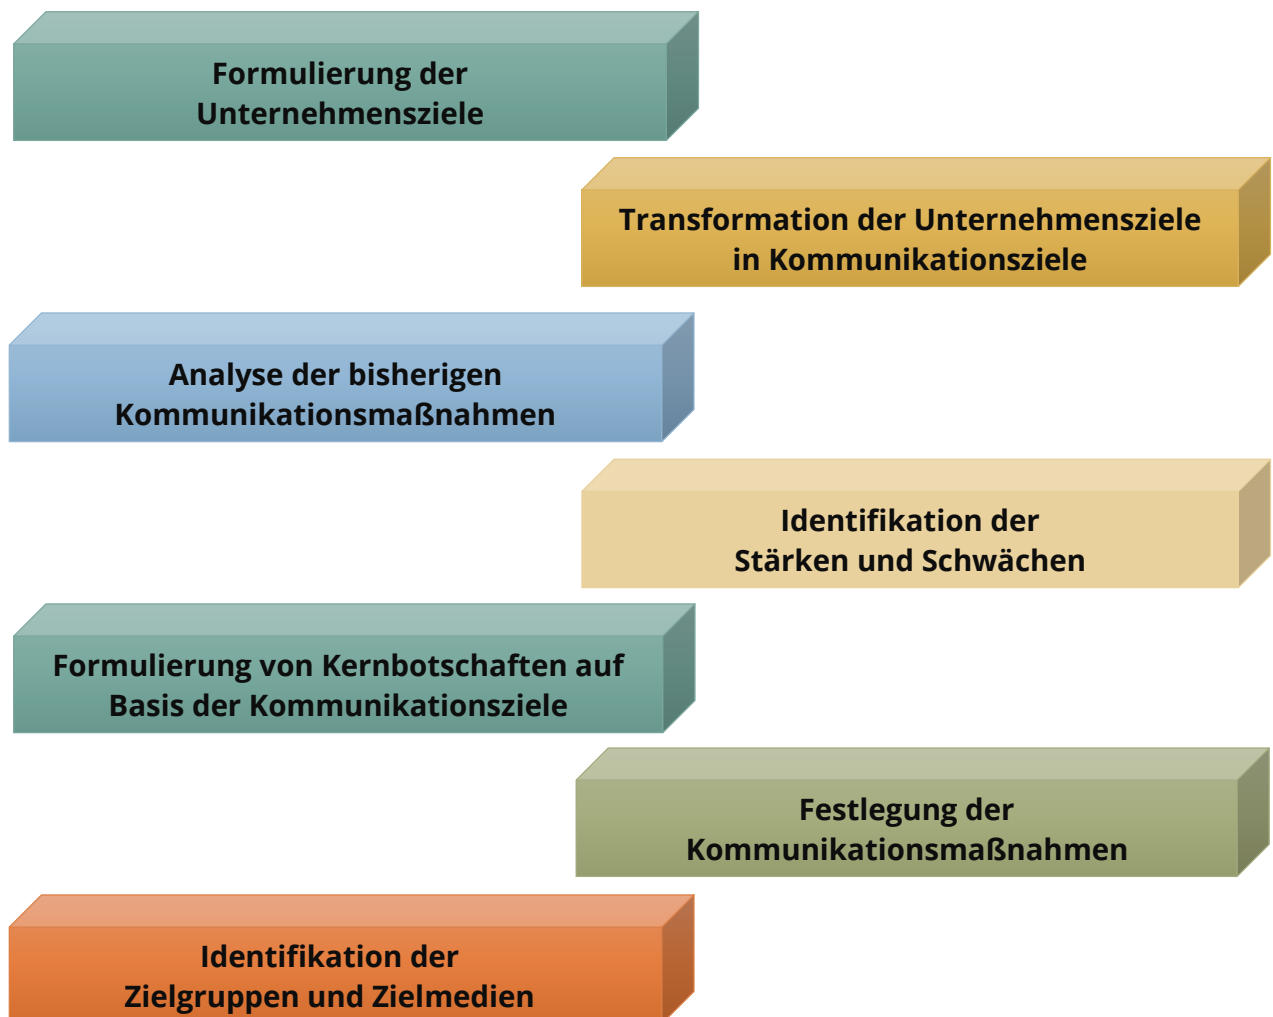 Formulierung der
Unternehmensziele
Transformation der Unternehmensziele
in Kommunikationsziele
Analyse der bisherigen
Kommunikationsmaßnahmen
Identifikation der
Stärken und Schwächen
Formulierung von Kernbotschaften auf
Basis der Kommunikationsziele
Festlegung der
Kommunikationsmaßnahmen
Identifikation der
Zielgruppen und Zielmedien